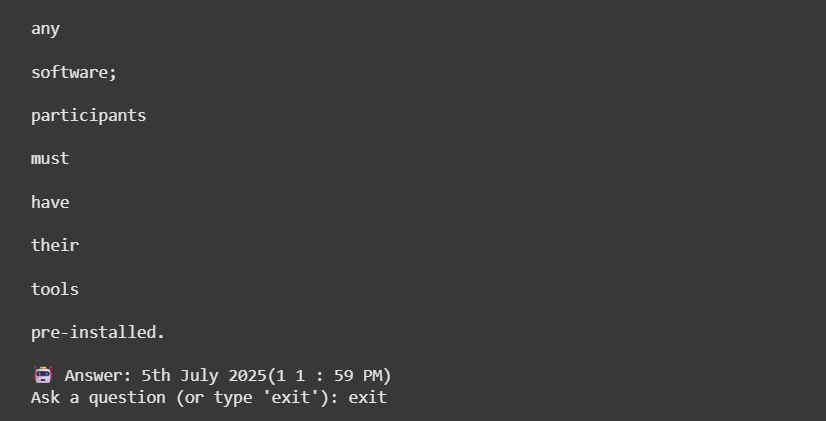 any
software;
participants
must
have
their
tools
pre-installed.
🤖 Answer: 5th July 2025(1 1 : 59 PM)
Ask a question (or type 'exit'): exit